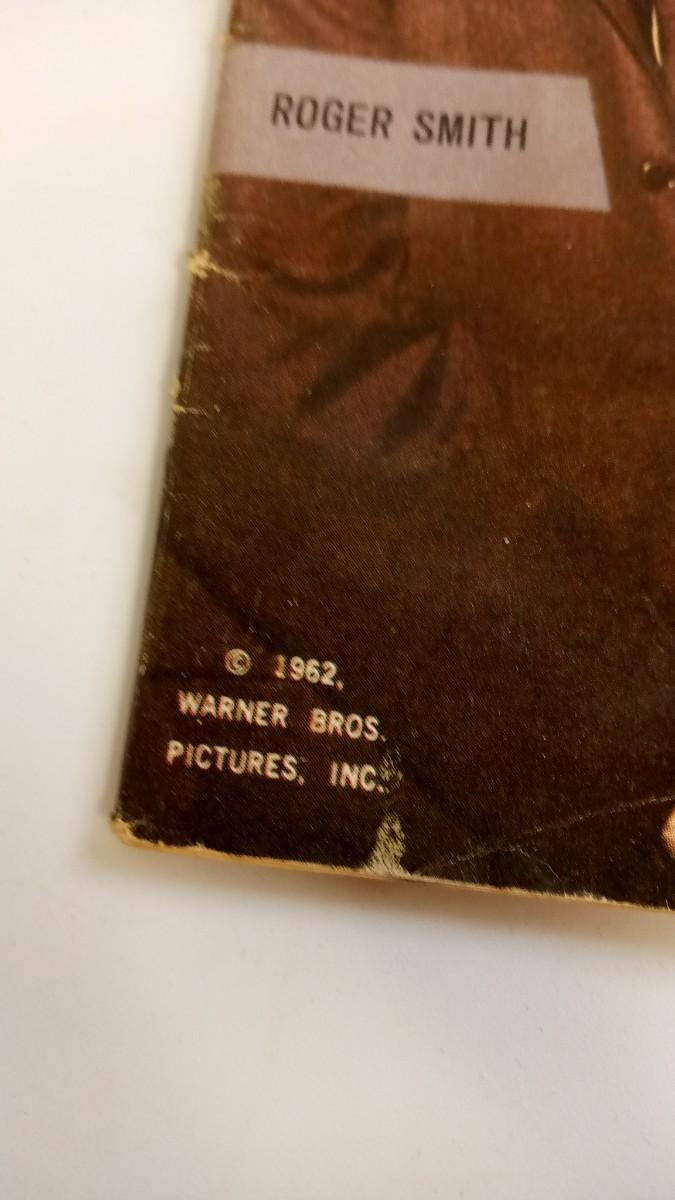 ROGER SMITH
© 1962,
WARNER BROS.
PICTURES, INC.